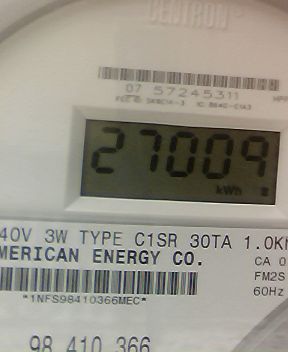 CENTRON
07 57245311
27009
kWh
40V 3W TYPE C1SR 30TA 1.0K
MERICAN ENERGY CO.
CA 0
FM2S
60Hz
*1NFS98410366MEC*
98 410 366